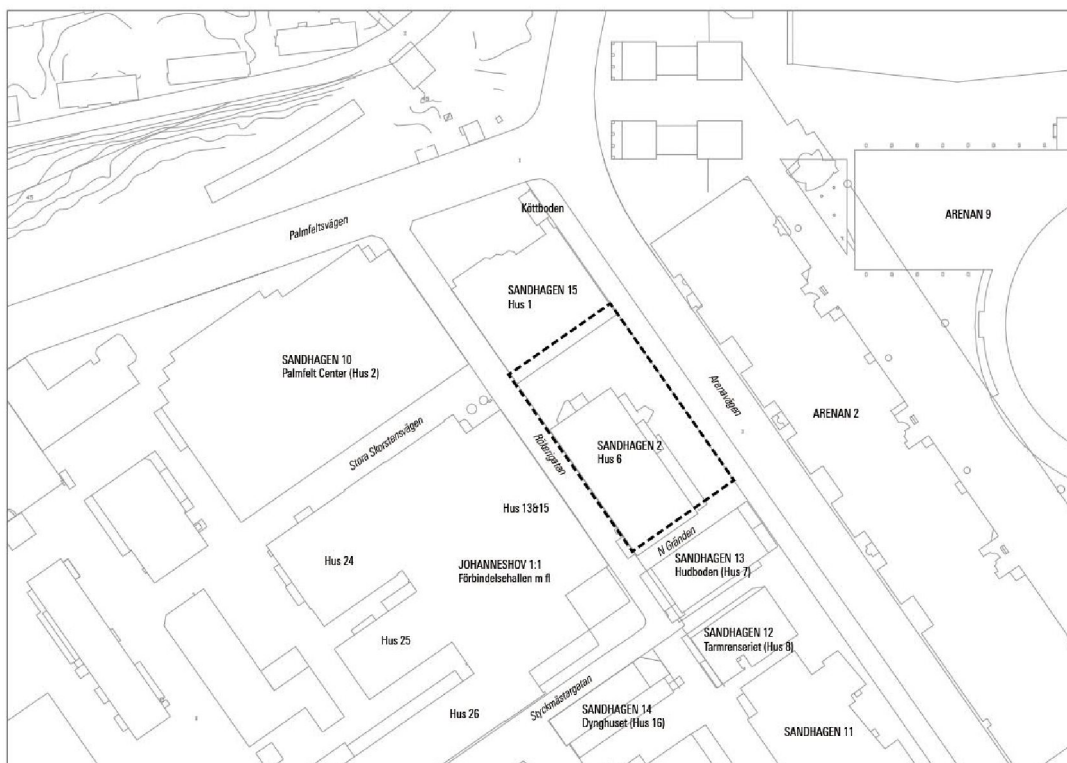 Palmfeltsvägen
Köttboden
ARENAN 9
SANDHAGEN 15
Hus 1
SANDHAGEN 10
Palmfelt Center (Hus 2)
Arenavägen
ARENAN 2
Stora Skorstensvägen
Rökerigatan
SANDHAGEN 2
Hus 6
Hus 13&15
N Gränden
SANDHAGEN 13
Hudboden (Hus 7)
Hus 24
JOHANNESHOV 1:1
Förbindelsehallen m fl
Hus 25
SANDHAGEN 12
Tarmrenseriet (Hus 8)
Styckmästargatan
Hus 26
SANDHAGEN 14
Dynghuset (Hus 16)
SANDHAGEN 11